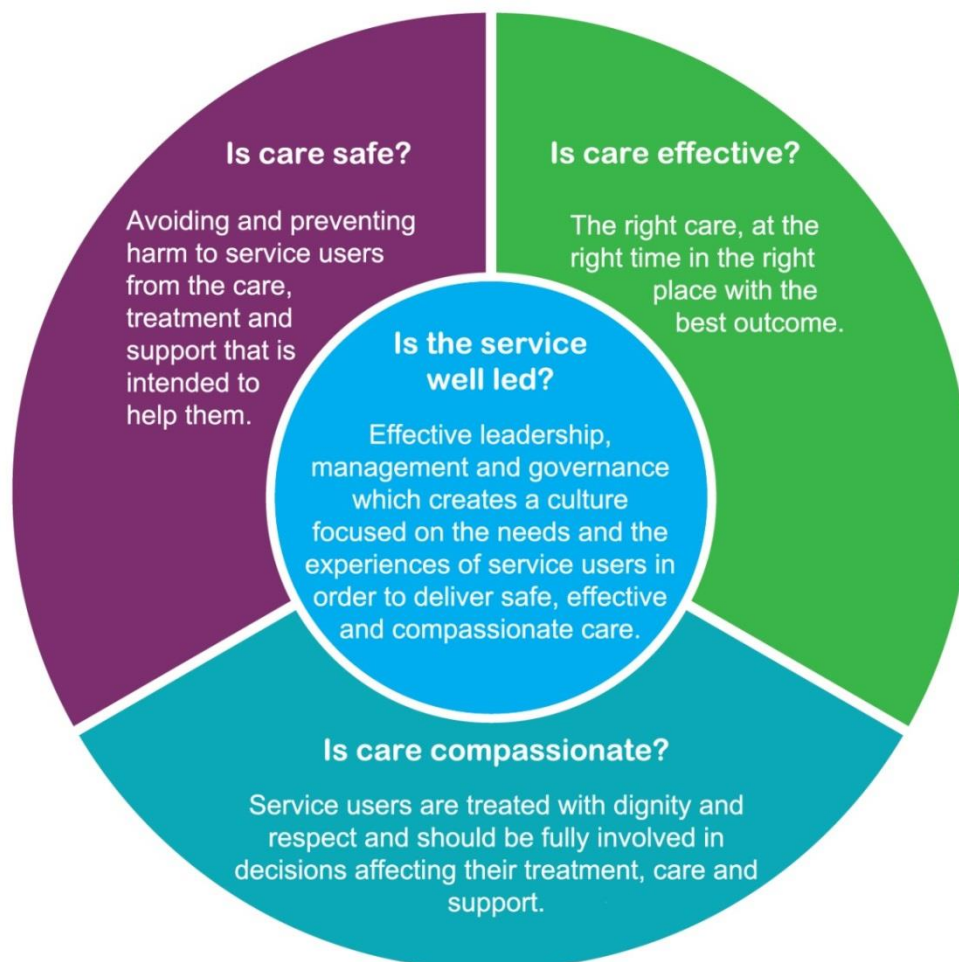 Is care safe?
Avoiding and preventing
harm to service users
from the care,
treatment and
support that is
intended to
help them.
Is care effective?
The right care, at the
right time in the right
place with the
best outcome.
Is the service
well led?
Effective leadership,
management and governance
which creates a culture
focused on the needs and the
experiences of service users in
order to deliver safe, effective
and compassionate care.
Is care compassionate?
Service users are treated with dignity and
respect and should be fully involved in
decisions affecting their treatment, care and
support.